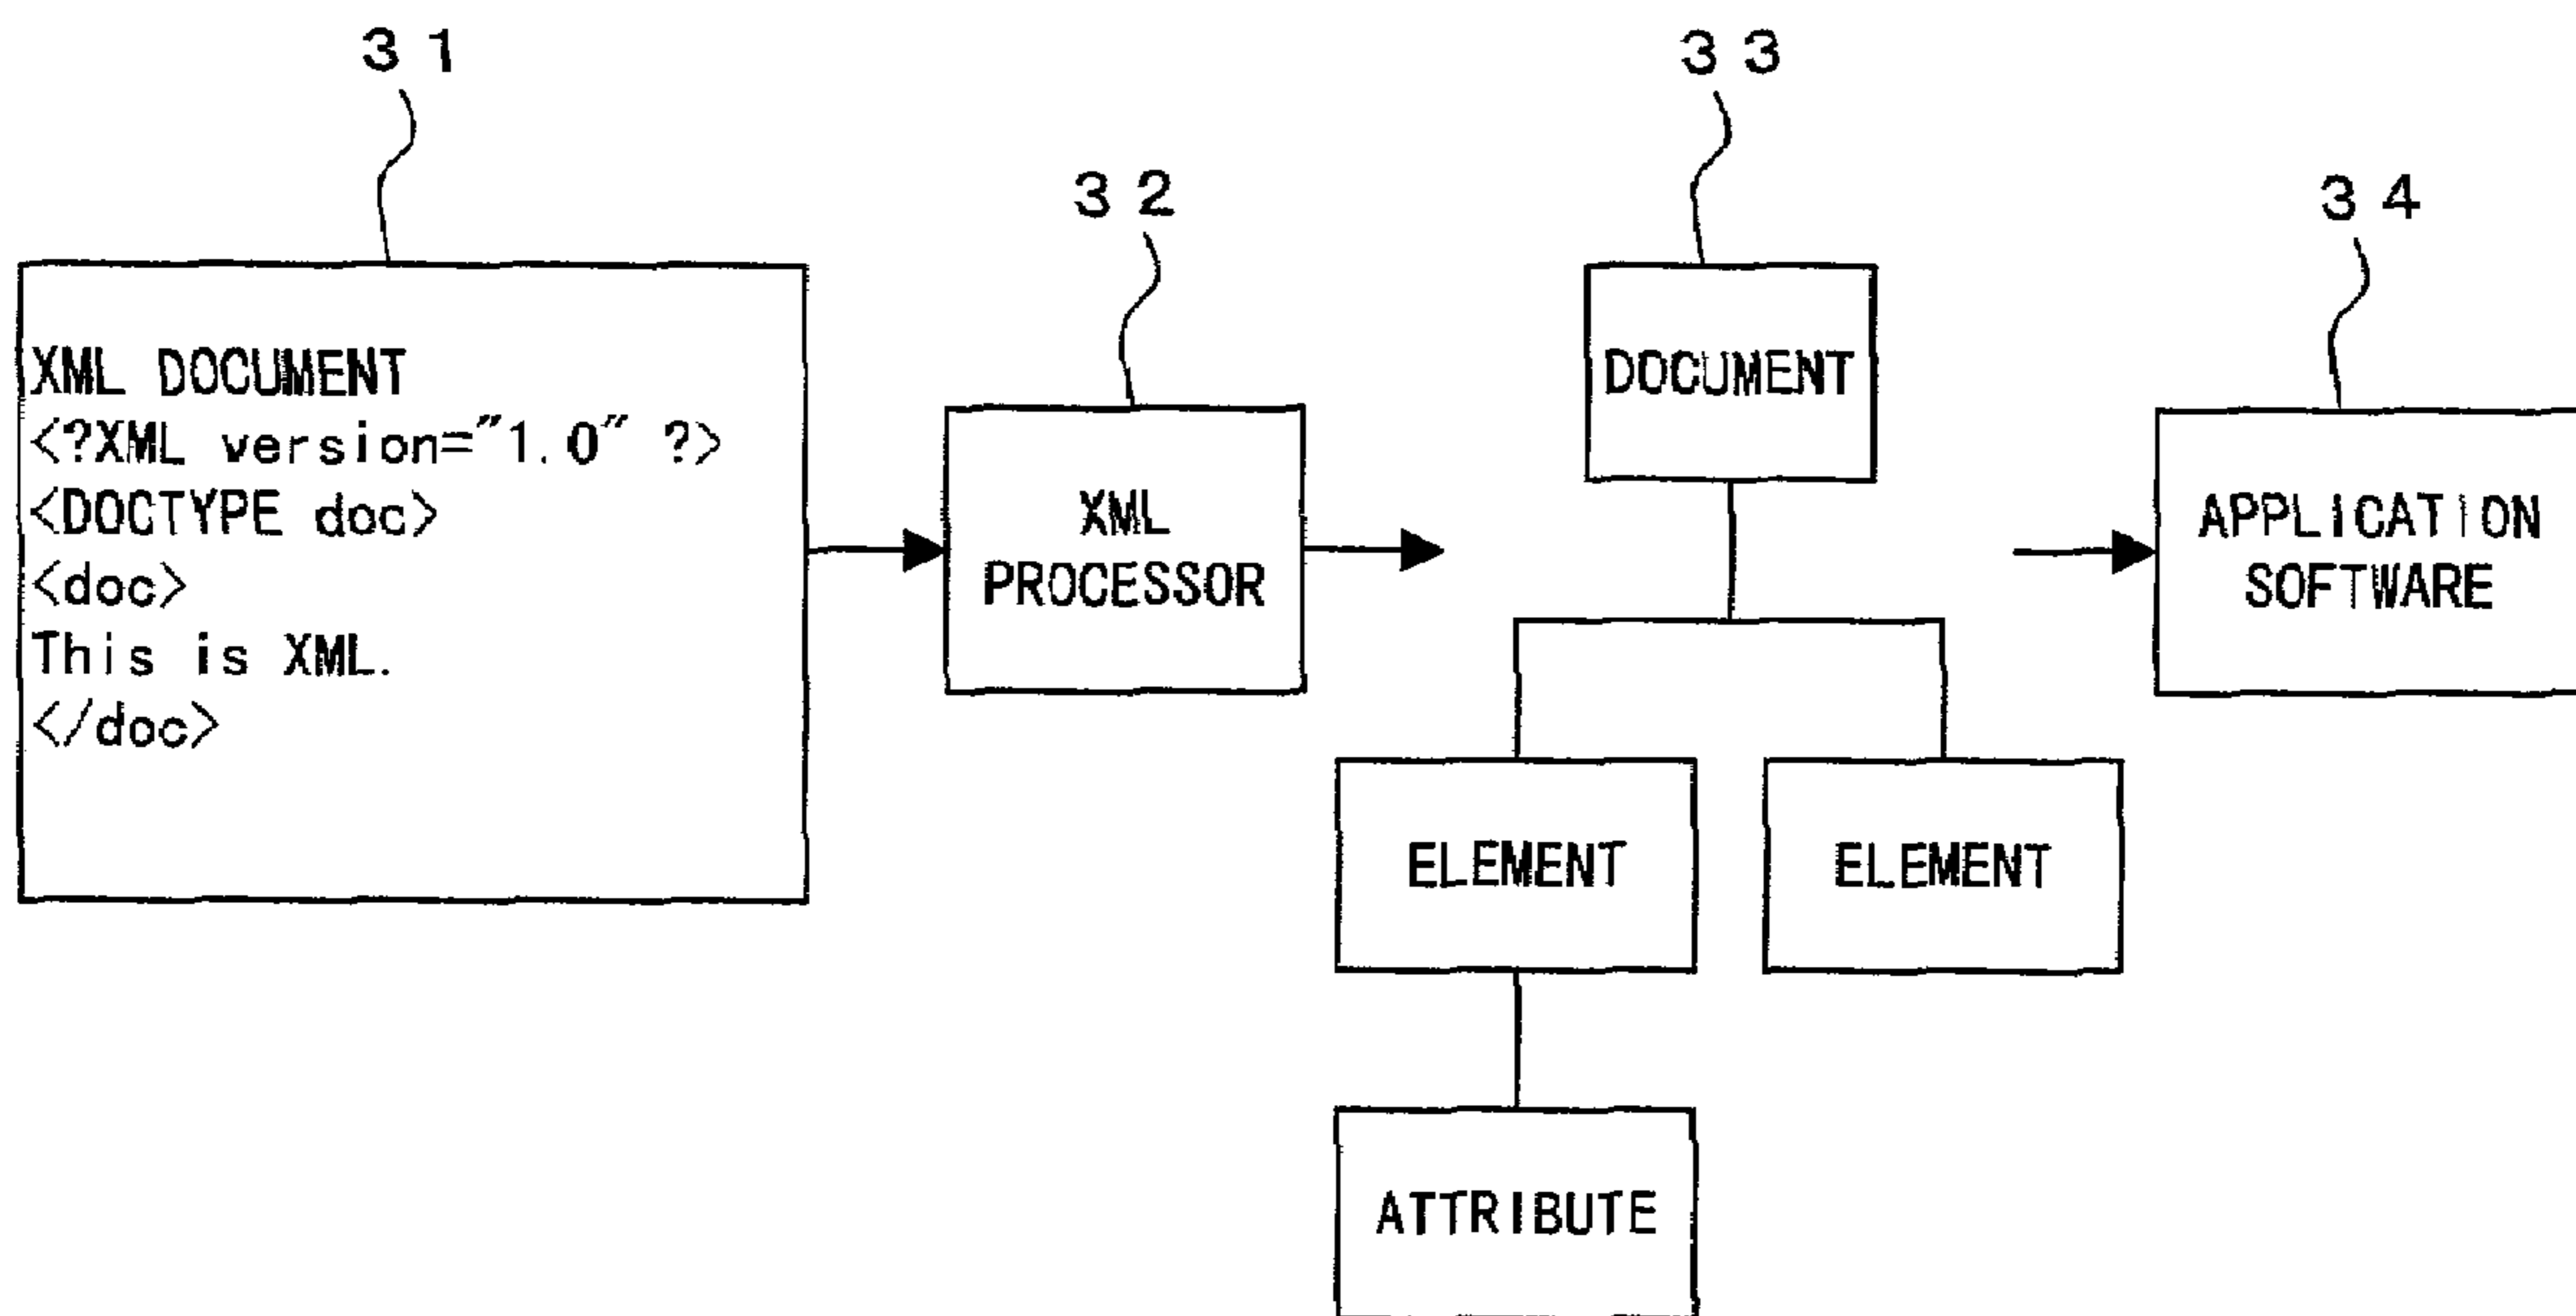 31
XML DOCUMENT
<?XML version="1.0" ?>
<DOCTYPE doc>
<doc>
This is XML.
</doc>
32
XML
PROCESSOR
33
DOCUMENT
ELEMENT
ELEMENT
ATTRIBUTE
34
APPLICATION
SOFTWARE